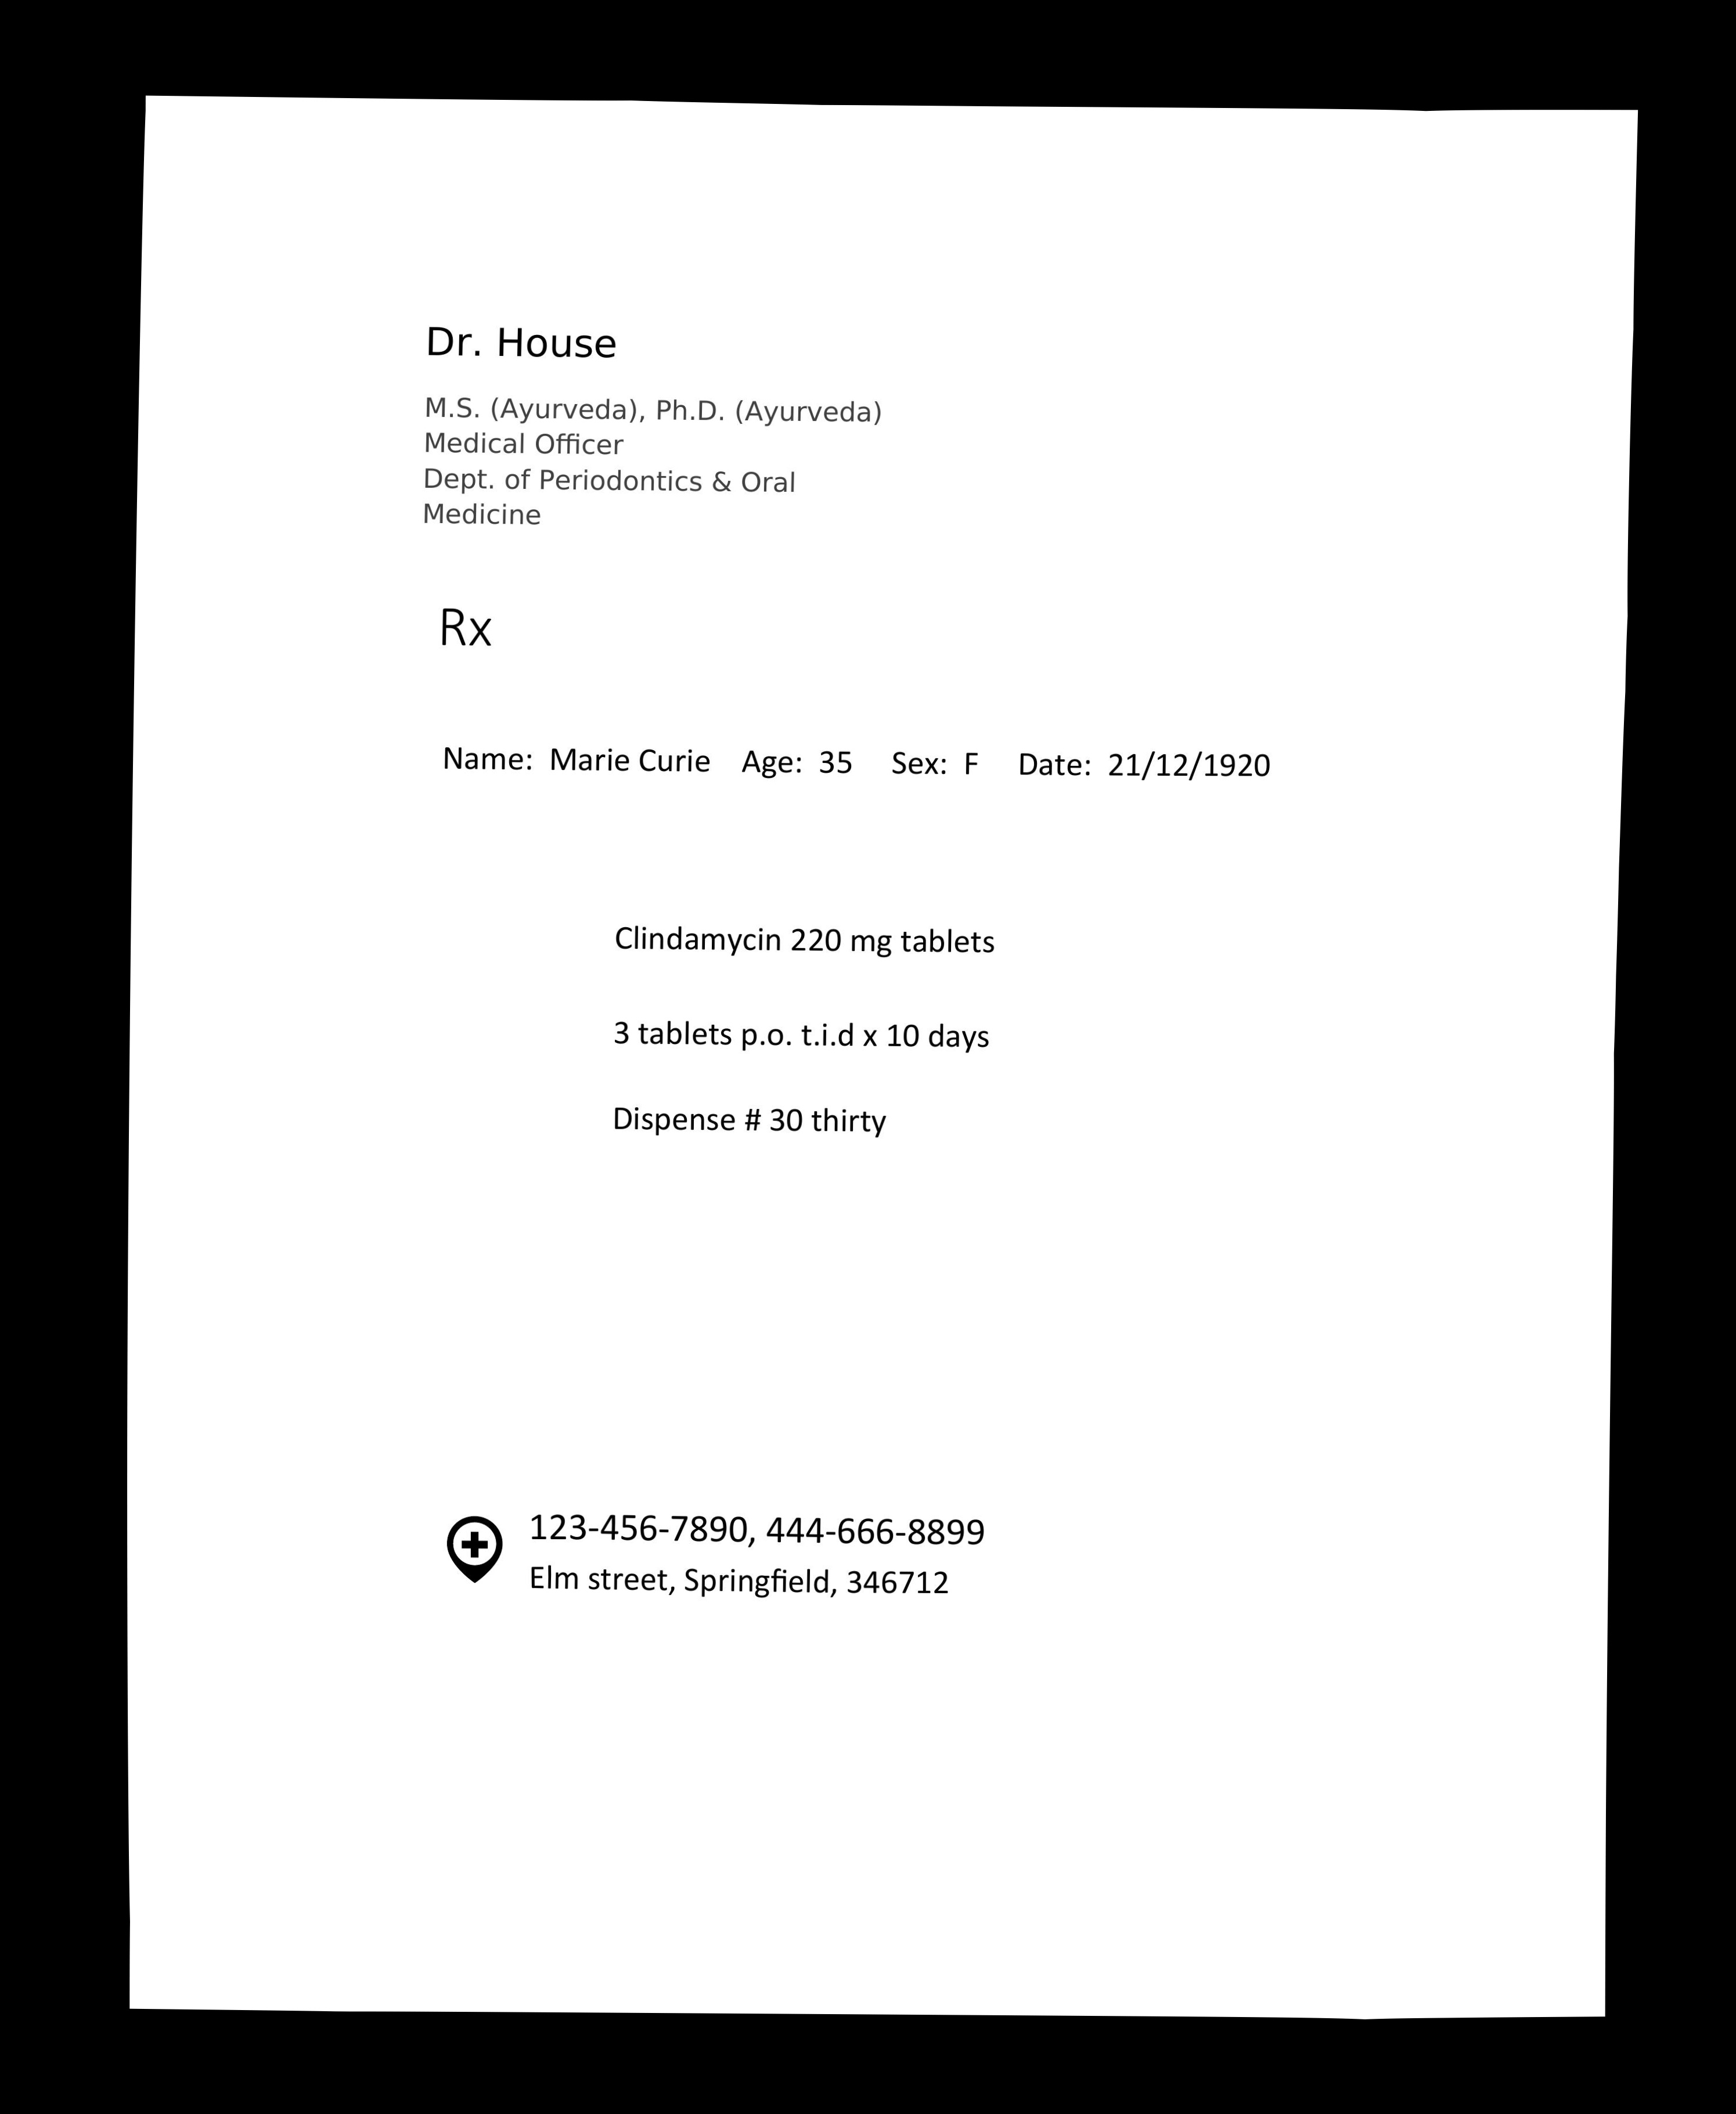 Dr. House
M.S. (Ayurveda), Ph.D. (Ayurveda)
Medical Officer
Dept. of Periodontics & Oral
Medicine
Rx
Name: Marie Curie Age: 35 Sex: F Date: 21/12/1920
Clindamycin 220 mg tablets
3 tablets p.o. t.i.d x 10 days
Dispense # 30 thirty
123-456-7890, 444-666-8899
Elm street, Springfield, 346712